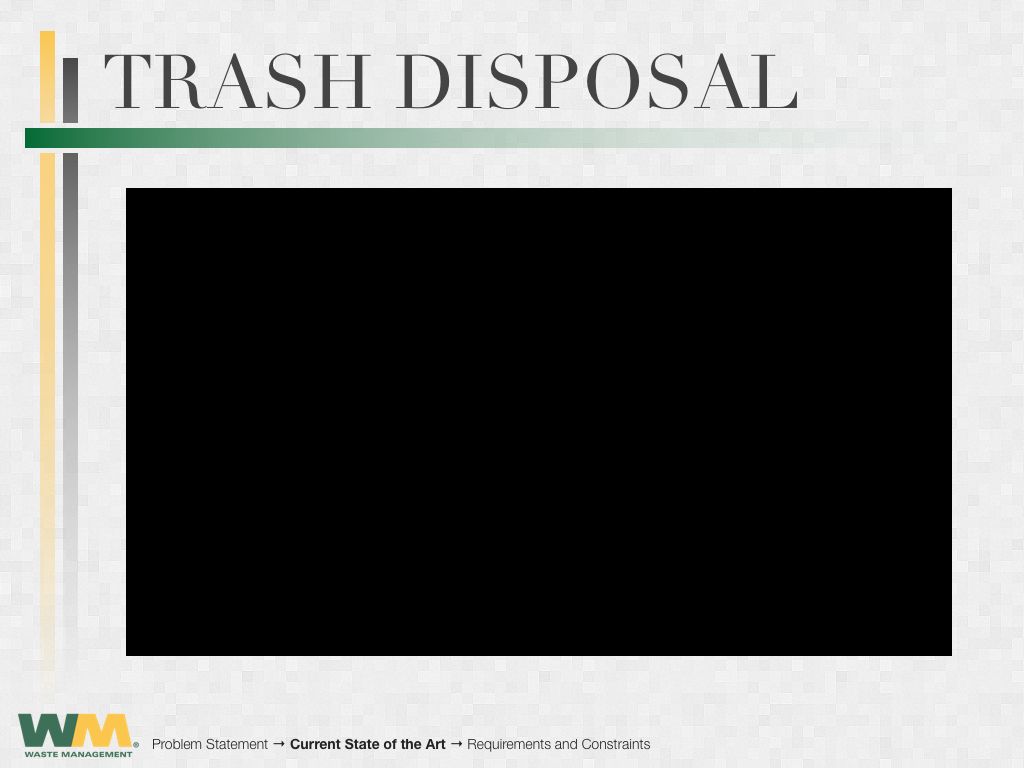 TRASH DISPOSAL
WM
WASTE MANAGEMENT®
Problem Statement → Current State of the Art → Requirements and Constraints